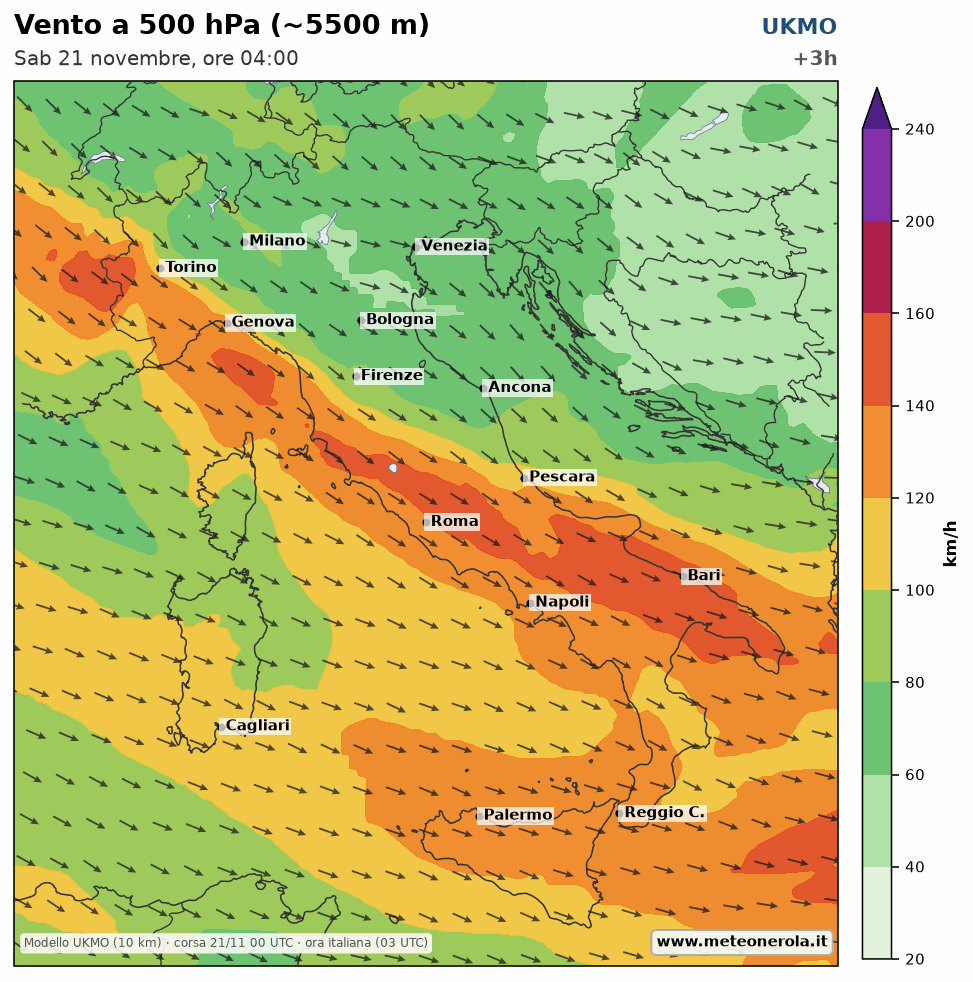 Vento a 500 hPa (~5500 m)
UKMO
Sab 21 novembre, ore 04:00
+3h
240
200
160
140
120
100
80
60
40
20
km/h
Milano
Venezia
Torino
Genova
Bologna
Firenze
Ancona
Pescara
Roma
Bari
Napoli
Cagliari
Palermo
Reggio C.
Modello UKMO (10 km) · corsa 21/11 00 UTC · ora italiana (03 UTC)
www.meteonerola.it